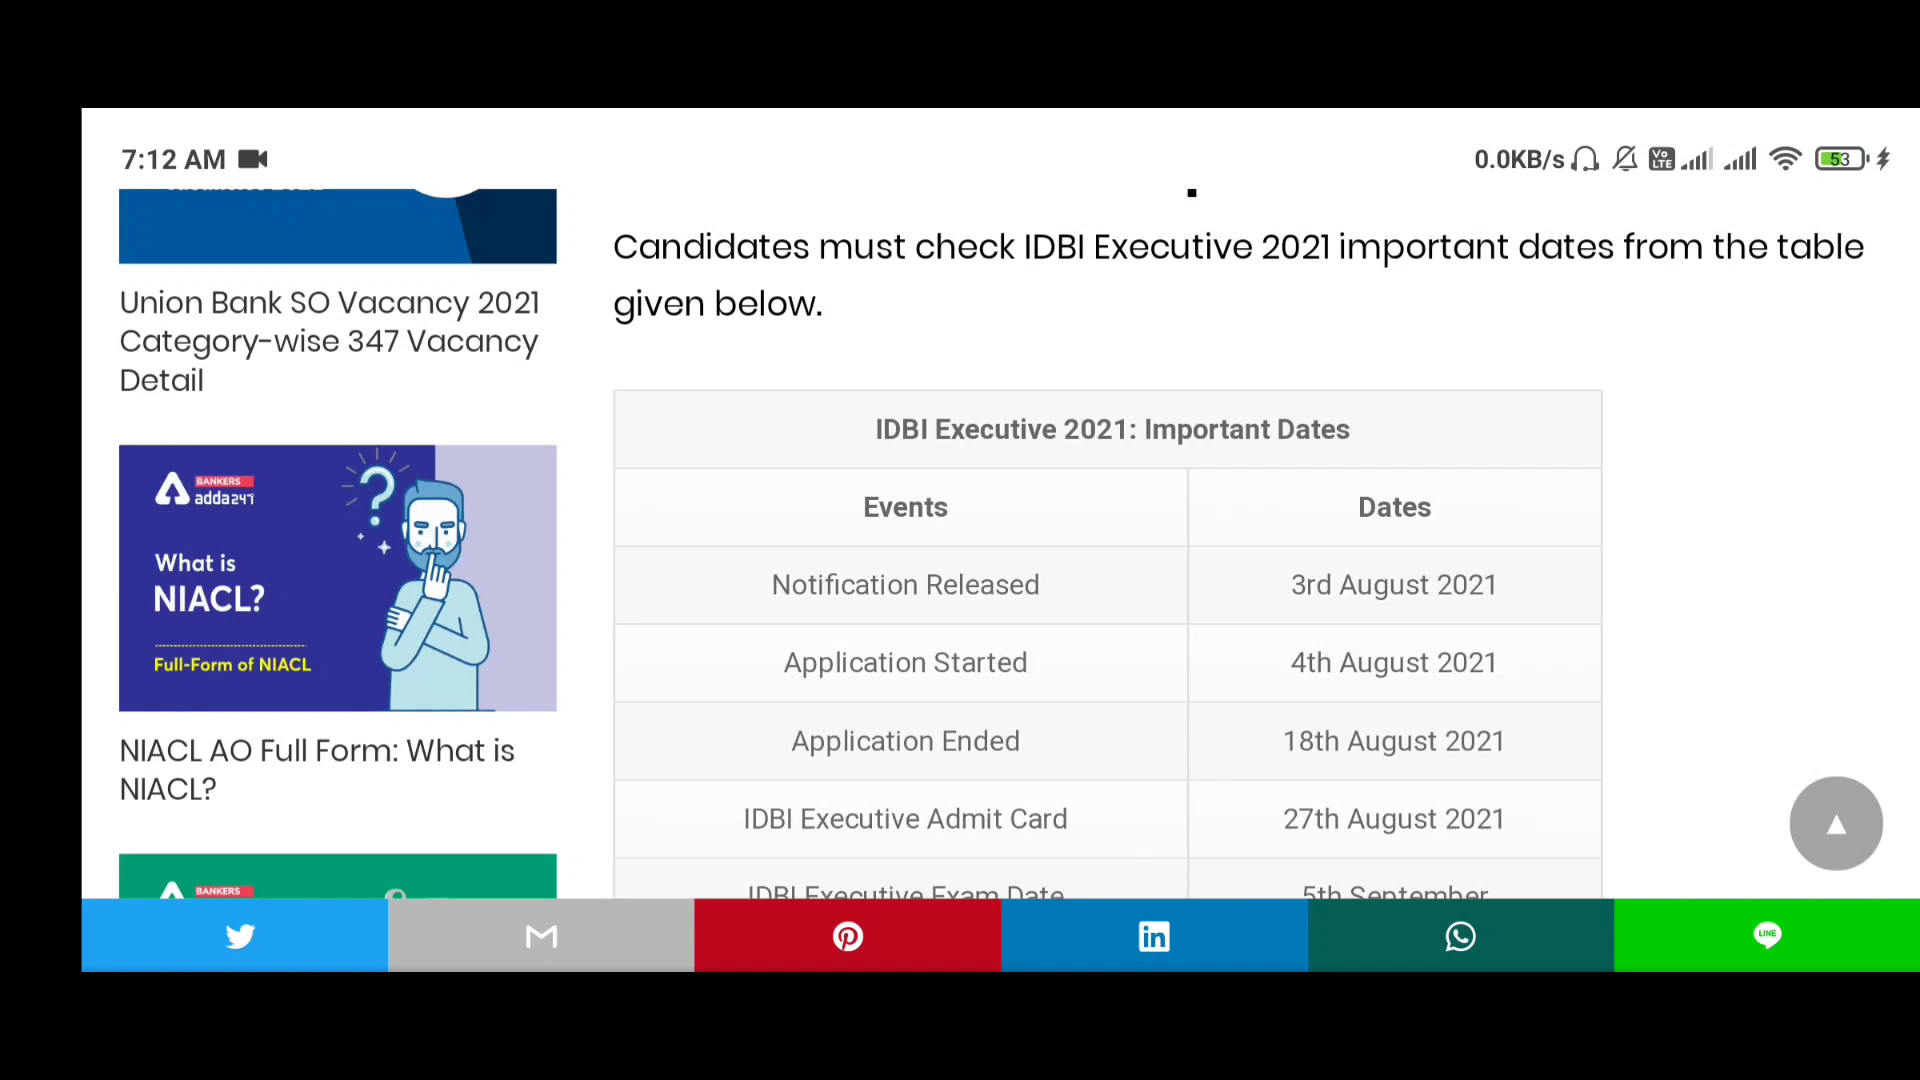 7:12 AM
0.0KB/s
Vo
LTE
53
Union Bank SO Vacancy 2021
Category-wise 347 Vacancy
Detail
BANKERS
adda247
What is
NIACL?
Full-Form of NIACL
NIACL AO Full Form: What is
NIACL?
BANKERS
Candidates must check IDBI Executive 2021 important dates from the table
given below.
IDBI Executive 2021: Important Dates
Events Dates
Notification Released 3rd August 2021
Application Started 4th August 2021
Application Ended 18th August 2021
IDBI Executive Admit Card 27th August 2021
IDBI Executive Exam Date 5th September
LINE